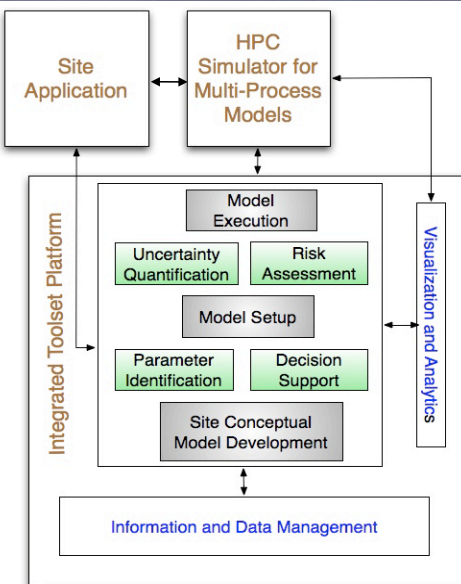 Site
Application
HPC
Simulator for
Multi-Process
Models
Integrated Toolset Platform
Model
Execution
Uncertainty
Quantification
Risk
Assessment
Model Setup
Parameter
Identification
Decision
Support
Site Conceptual
Model Development
Visualization and Analytics
Information and Data Management